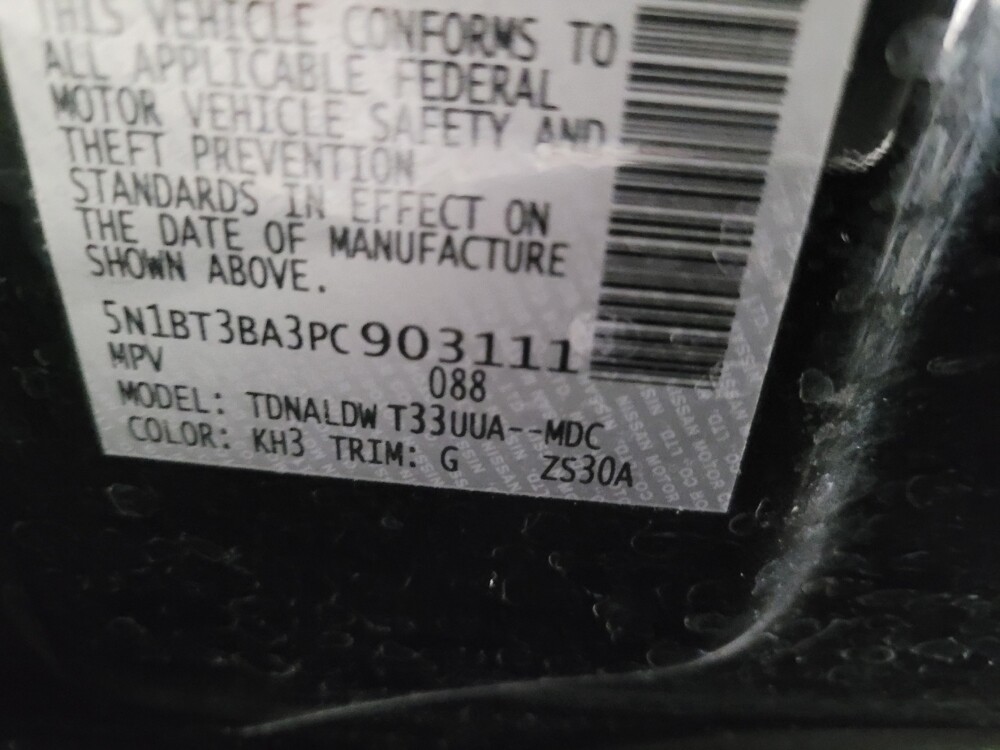 THIS VEHICLE CONFORMS TO
ALL APPLICABLE FEDERAL
MOTOR VEHICLE SAFETY AND
THEFT PREVENTION
STANDARDS IN EFFECT ON
THE DATE OF MANUFACTURE
SHOWN ABOVE.
5N1BT3BA3PC903111
MPV 088
MODEL: TDNALDW T33UUA--MDC
COLOR: KH3 TRIM: G ZS30A